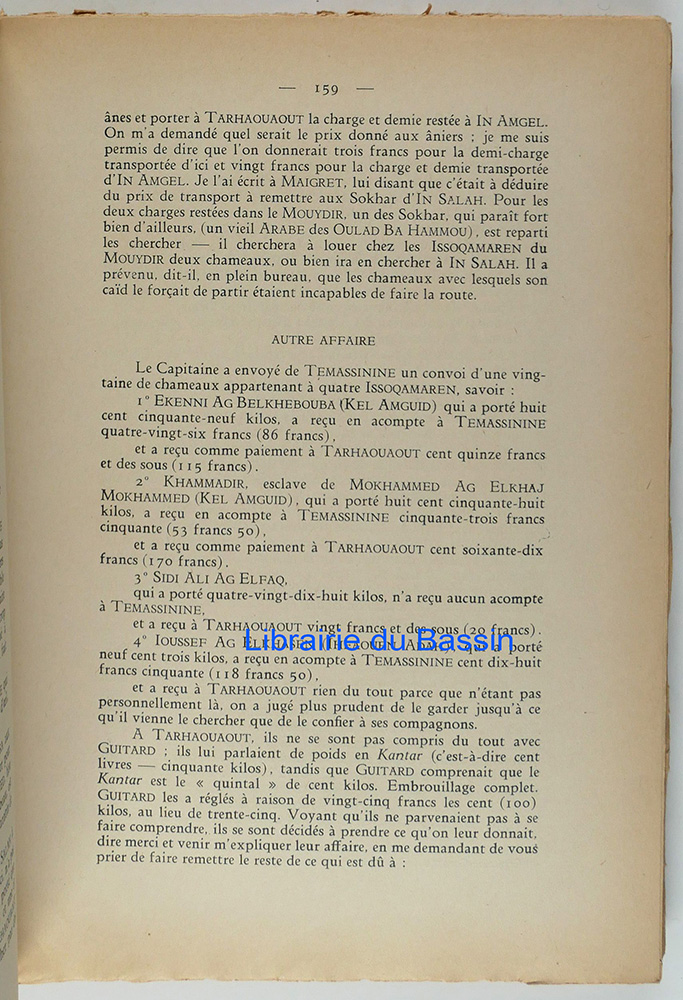 — 159 —
ânes et porter à TARHAOUAOUT la charge et demie restée à IN AMGEL.
On m'a demandé quel serait le prix donné aux âniers ; je me suis
permis de dire que l'on donnerait trois francs pour la demi-charge
transportée d'ici et vingt francs pour la charge et demie transportée
d'IN AMGEL. Je l'ai écrit à MAIGRET, lui disant que c'était à déduire
du prix de transport à remettre aux Sokhar d'IN SALAH. Pour les
deux charges restées dans le MOUYDIR, un des Sokhar, qui paraît fort
bien d'ailleurs, (un vieil ARABE des OULAD BA HAMMOU), est reparti
les chercher — il cherchera à louer chez les ISSOQAMAREN du
MOUYDIR deux chameaux, ou bien ira en chercher à IN SALAH. Il a
prévenu, dit-il, en plein bureau, que les chameaux avec lesquels son
caïd le forçait de partir étaient incapables de faire la route.
AUTRE AFFAIRE
Le Capitaine a envoyé de TEMASSININE un convoi d'une ving-
taine de chameaux appartenant à quatre ISSOQAMAREN, savoir :
1° EKENNI AG BELKHEBOUBA (KEL AMGUID) qui a porté huit
cent cinquante-neuf kilos, a reçu en acompte à TEMASSININE
quatre-vingt-six francs (86 francs),
et a reçu comme paiement à TARHAOUAOUT cent quinze francs
et des sous (115 francs).
2° KHAMMADIR, esclave de MOKHAMMED AG ELKHAJ
MOKHAMMED (KEL AMGUID), qui a porté huit cent cinquante-huit
kilos, a reçu en acompte à TEMASSININE cinquante-trois francs
cinquante (53 francs 50),
et a reçu comme paiement à TARHAOUAOUT cent soixante-dix
francs (170 francs).
3° SIDI ALI AG ELFAQ,
qui a porté quatre-vingt-dix-huit kilos, n'a reçu aucun acompte
à TEMASSININE,
et a reçu à TARHAOUAOUT vingt francs et des sous (20 francs).
Librairie du Bassin
4° IOUSSEF AG qui a porté
neuf cent trois kilos, a reçu en acompte à TEMASSININE cent dix-huit
francs cinquante (118 francs 50),
et a reçu à TARHAOUAOUT rien du tout parce que n'étant pas
personnellement là, on a jugé plus prudent de le garder jusqu'à ce
qu'il vienne le chercher que de le confier à ses compagnons.
A TARHAOUAOUT, ils ne se sont pas compris du tout avec
GUITARD ; ils lui parlaient de poids en Kantar (c'est-à-dire cent
livres — cinquante kilos), tandis que GUITARD comprenait que le
Kantar est le « quintal » de cent kilos. Embrouillage complet.
GUITARD les a réglés à raison de vingt-cinq francs les cent (100)
kilos, au lieu de trente-cinq. Voyant qu'ils ne parvenaient pas à se
faire comprendre, ils se sont décidés à prendre ce qu'on leur donnait,
dire merci et venir m'expliquer leur affaire, en me demandant de vous
prier de faire remettre le reste de ce qui est dû à :